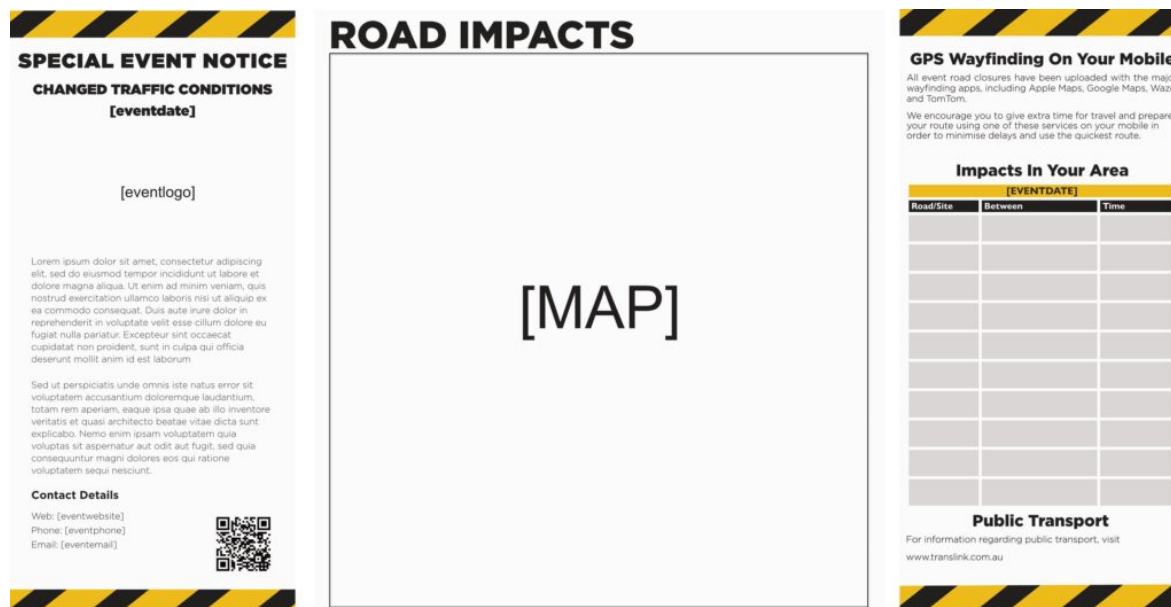 SPECIAL EVENT NOTICE
CHANGED TRAFFIC CONDITIONS
[eventdate]
[eventlogo]
Lorem ipsum dolor sit amet, consectetur adipiscing
elit, sed do eiusmod tempor incididunt ut labore et
dolore magna aliqua. Ut enim ad minim veniam, quis
nostrud exercitation ullamco laboris nisi ut aliquip ex
ea commodo consequat. Duis aute irure dolor in
reprehenderit in voluptate velit esse cillum dolore eu
fugiat nulla pariatur. Excepteur sint occaecat
cupidatat non proident, sunt in culpa qui officia
deserunt mollit anim id est laborum
Sed ut perspiciatis unde omnis iste natus error sit
voluptatem accusantium doloremque laudantium,
totam rem aperiam, eaque ipsa quae ab illo inventore
veritatis et quasi architecto beatae vitae dicta sunt
explicabo. Nemo enim ipsam voluptatem quia
voluptas sit aspernatur aut odit aut fugit, sed quia
consequuntur magni dolores eos qui ratione
voluptatem sequi nesciunt.
Contact Details
Web: [eventwebsite]
Phone: [eventphone]
Email: [eventemail]
ROAD IMPACTS
[MAP]
GPS Wayfinding On Your Mobile
All event road closures have been uploaded with the majo
wayfinding apps, including Apple Maps, Google Maps, Waze
and TomTom.
We encourage you to give extra time for travel and prepare
your route using one of these services on your mobile in
order to minimise delays and use the quickest route.
Impacts In Your Area
[EVENTDATE]
Road/Site Between Time
Public Transport
For information regarding public transport, visit
www.translink.com.au